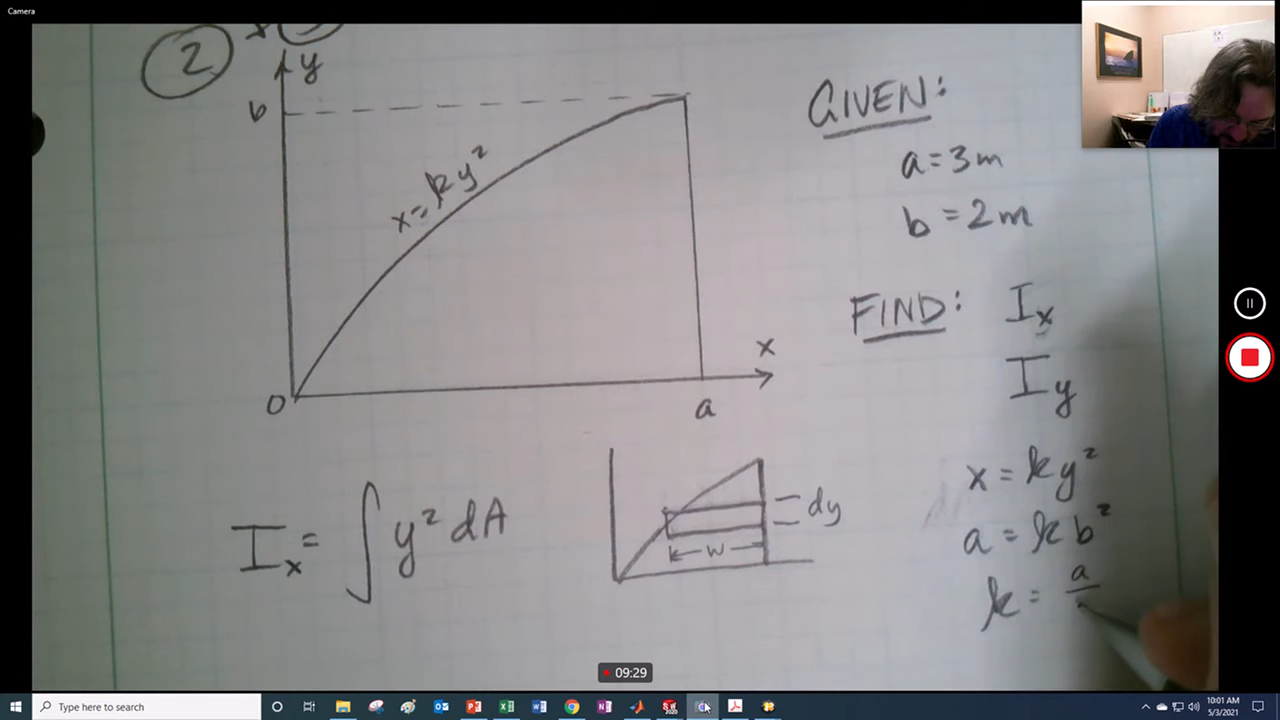 Camera
2
y
b
x=ky²
x
0
a
GIVEN:
a=3m
b=2m
FIND: Ix
Iy
Ix= ∫ y² dA
dy
w
x=ky²
a=kb²
k= a/
09:29
Type here to search
10:01 AM
5/3/2021